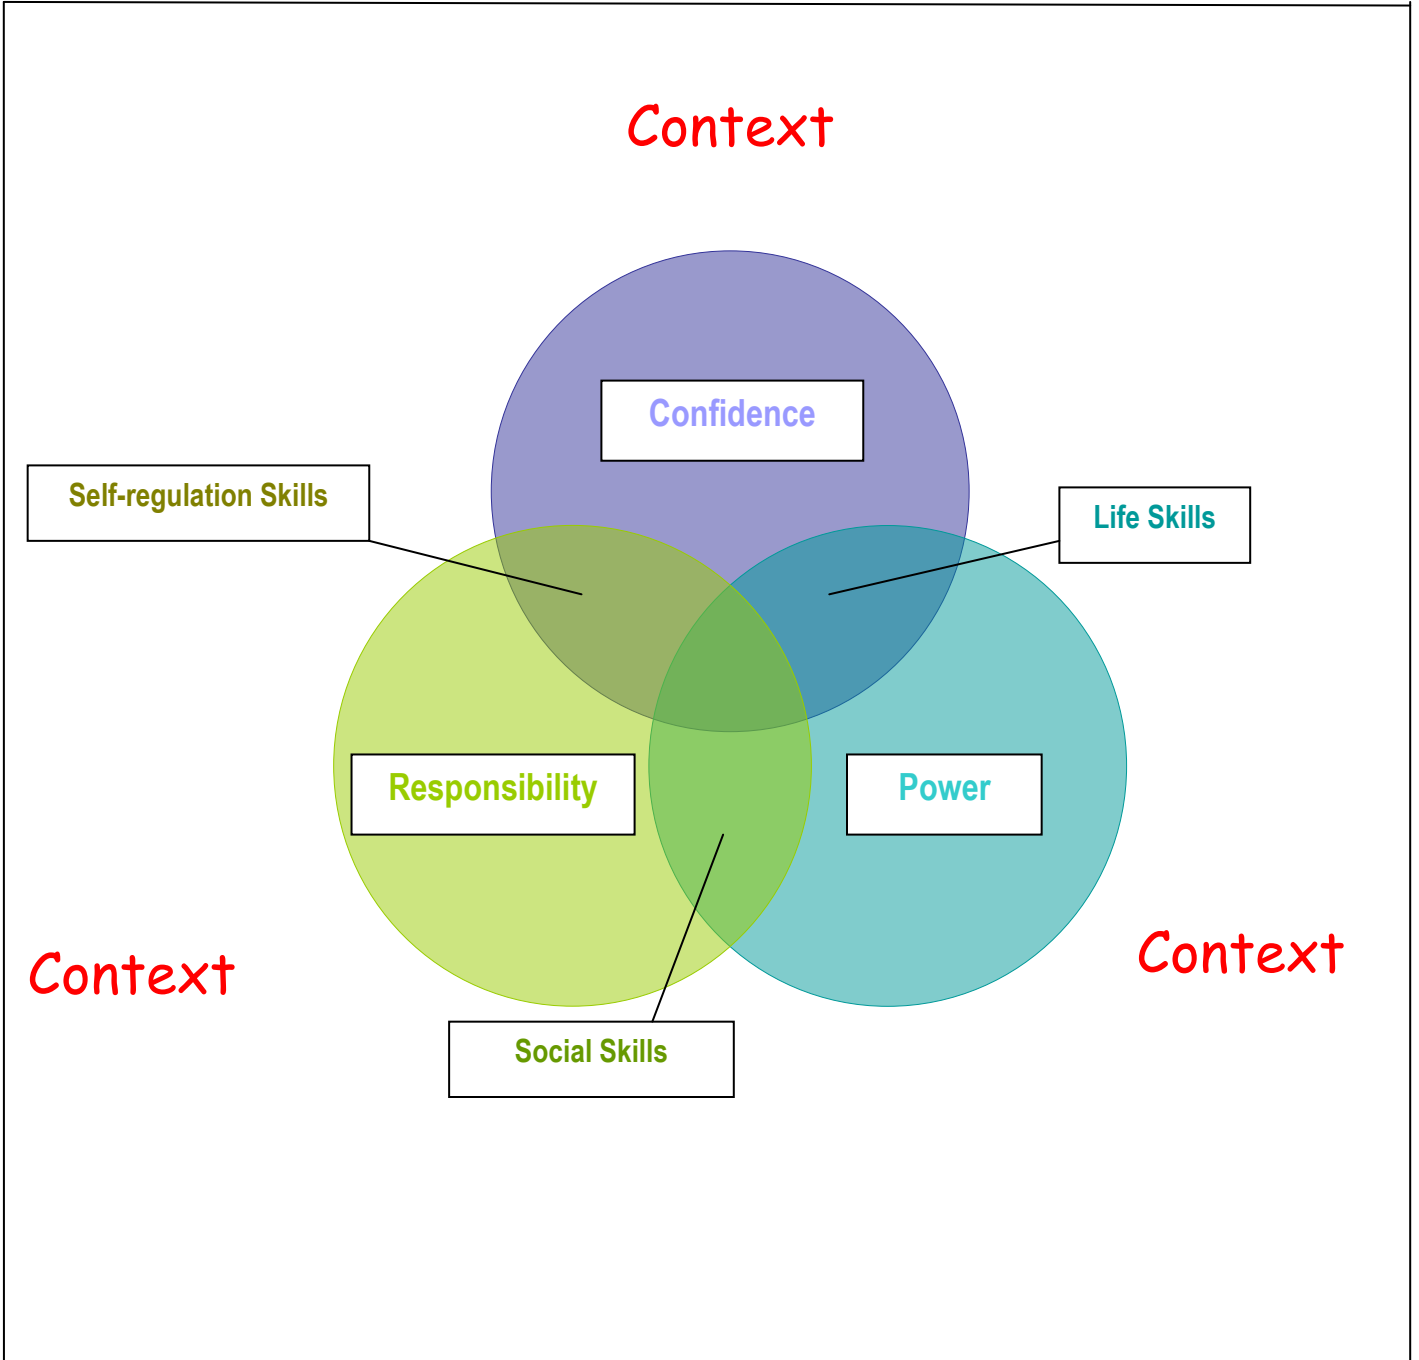 Context
Confidence
Self-regulation Skills
Life Skills
Responsibility
Power
Context
Context
Social Skills